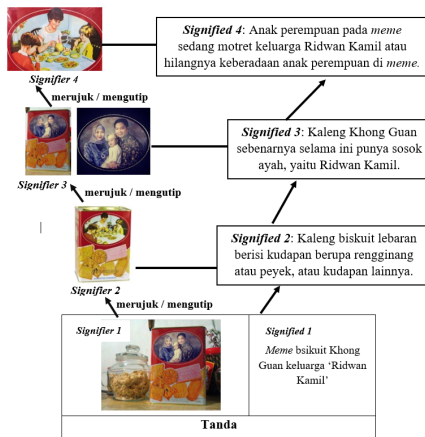 Signified 4: Anak perempuan pada meme
sedang motret keluarga Ridwan Kamil atau
hilangnya keberadaan anak perempuan di meme.
Signifier 4
merujuk / mengutip
Signified 3: Kaleng Khong Guan
sebenarnya selama ini punya sosok
ayah, yaitu Ridwan Kamil.
Signifier 3
merujuk / mengutip
Signified 2: Kaleng biskuit lebaran
berisi kudapan berupa rengginang
atau peyek, atau kudapan lainnya.
Signifier 2
merujuk / mengutip
Signifier 1
Signified 1
Meme bsikuit Khong
Guan keluarga 'Ridwan
Kamil'
Tanda